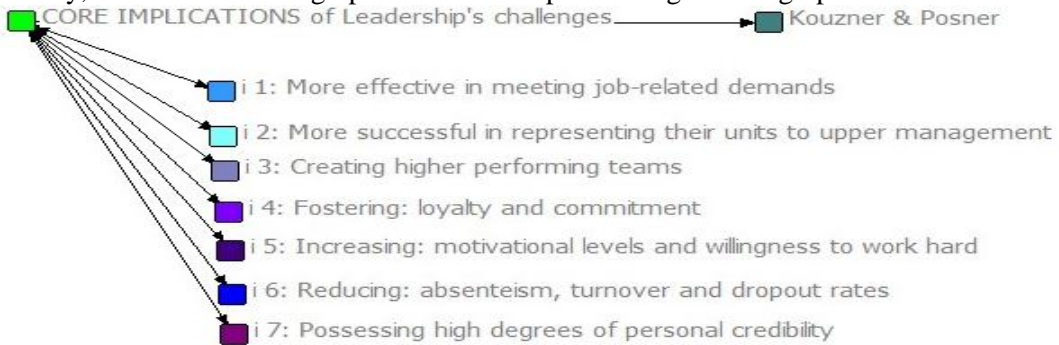 CORE IMPLICATIONS of Leadership's challenges Kouzner & Posner
i 1: More effective in meeting job-related demands
i 2: More successful in representing their units to upper management
i 3: Creating higher performing teams
i 4: Fostering: loyalty and commitment
i 5: Increasing: motivational levels and willingness to work hard
i 6: Reducing: absenteism, turnover and dropout rates
i 7: Possessing high degrees of personal credibility